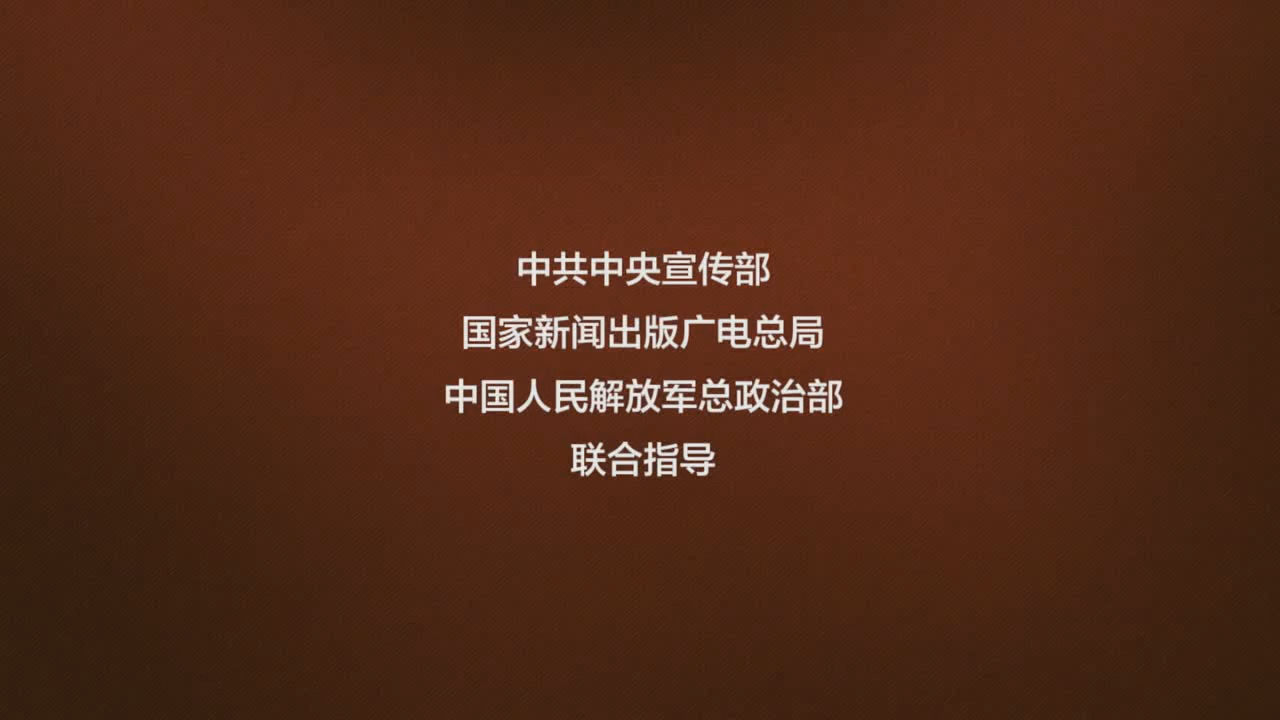 中共中央宣传部
国家新闻出版广电总局
中国人民解放军总政治部
联合指导